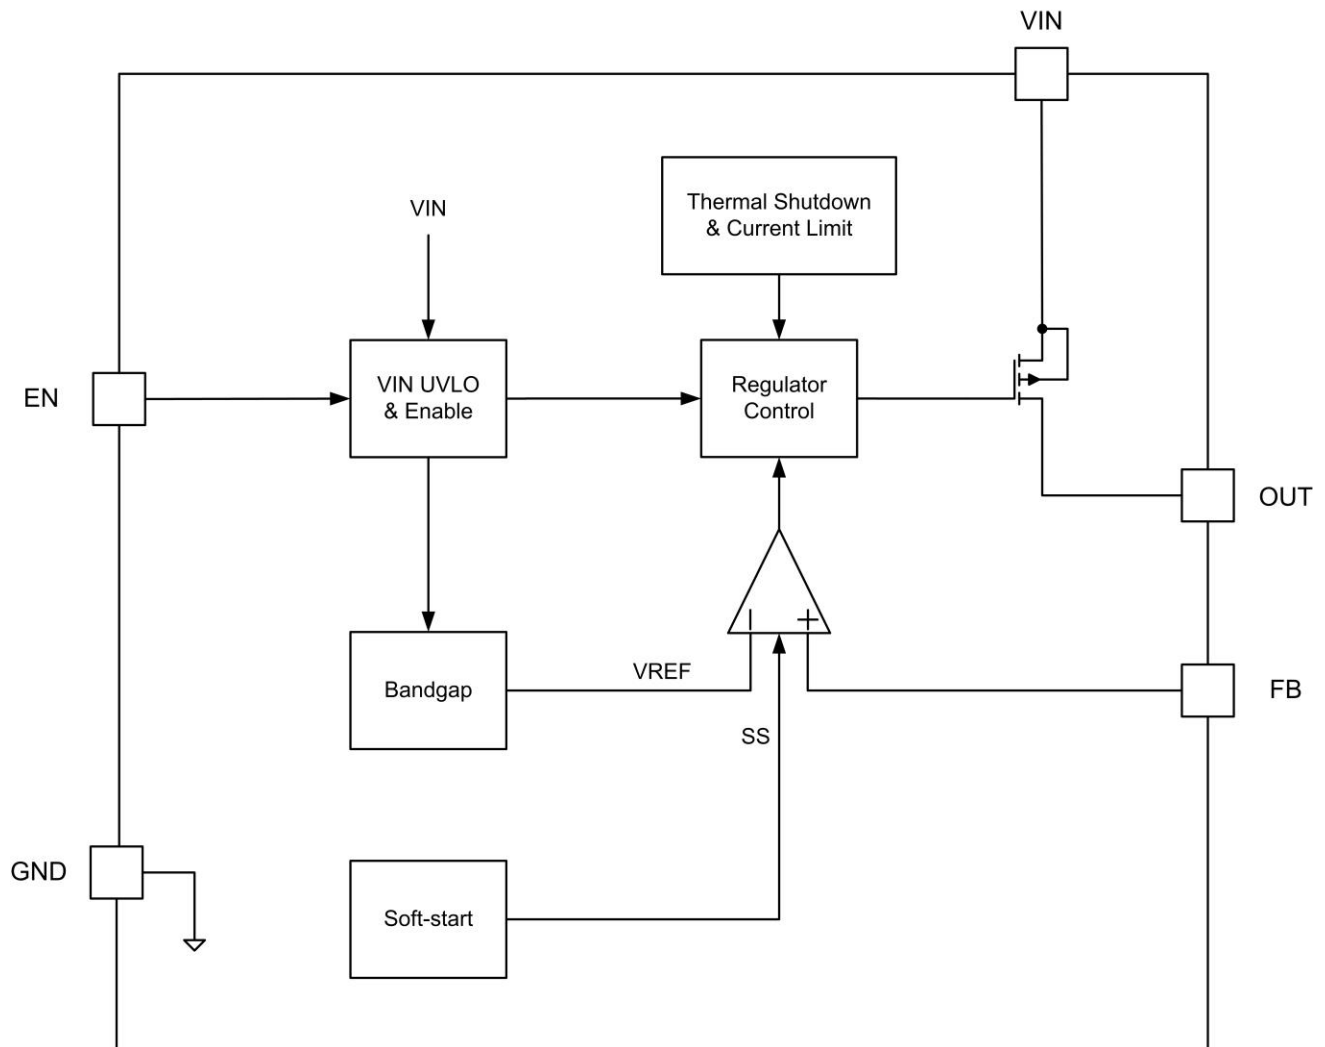 VIN
Thermal Shutdown
& Current Limit
VIN
VIN UVLO
& Enable
Regulator
Control
EN
OUT
Bandgap
VREF
FB
SS
GND
Soft-start